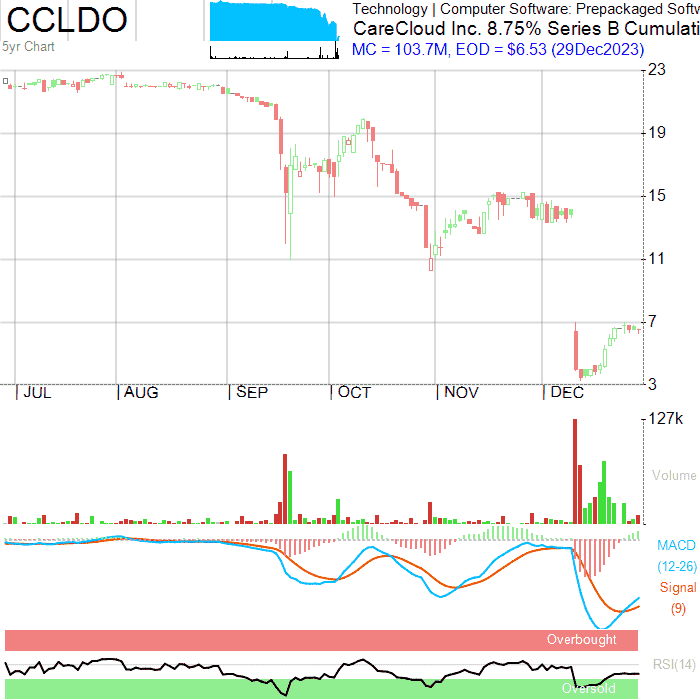 CCLDO
5yr Chart
Technology | Computer Software: Prepackaged Softw
CareCloud Inc. 8.75% Series B Cumulati
MC = 103.7M, EOD = $6.53 (29Dec2023)
23
19
15
11
7
3
JUL AUG SEP OCT NOV DEC
127k
Volume
MACD
(12-26)
Signal
(9)
Overbought
RSI(14)
Oversold